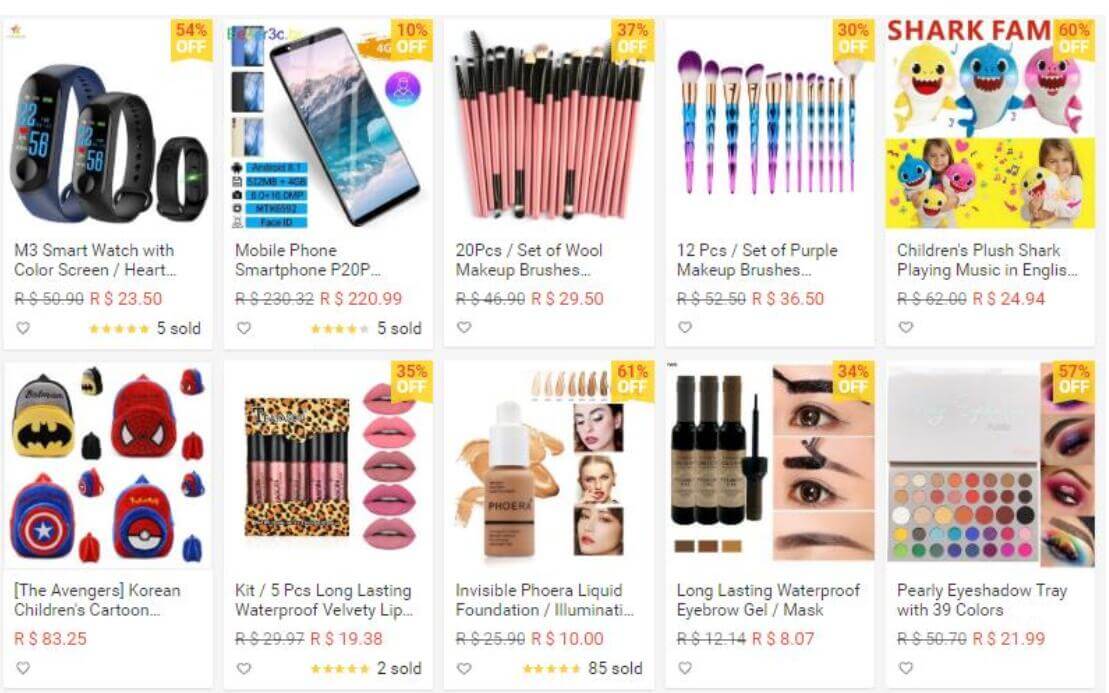 54%
OFF
M3 Smart Watch with
Color Screen / Heart...
R $ 50.90 R $ 23.50
5 sold
10%
OFF
4G
Android 8.1
512MB + 4GB
8.0+16.0MP
MTK6592
Face ID
Mobile Phone
Smartphone P20P...
R $ 230.32 R $ 220.99
5 sold
37%
OFF
20Pcs / Set of Wool
Makeup Brushes...
R $ 46.90 R $ 29.50
30%
OFF
12 Pcs / Set of Purple
Makeup Brushes...
R $ 52.50 R $ 36.50
SHARK FAM
60%
OFF
Children's Plush Shark
Playing Music in Englis...
R $ 62.00 R $ 24.94
Batman
[The Avengers] Korean
Children's Cartoon...
R $ 83.25
35%
OFF
Kit / 5 Pcs Long Lasting
Waterproof Velvety Lip...
R $ 29.97 R $ 19.38
2 sold
61%
OFF
PHOERA
Invisible Phoera Liquid
Foundation / Illuminati...
R $ 25.90 R $ 10.00
85 sold
34%
OFF
Long Lasting Waterproof
Eyebrow Gel / Mask
R $ 12.14 R $ 8.07
57%
OFF
Pearly Eyeshadow Tray
with 39 Colors
R $ 50.70 R $ 21.99